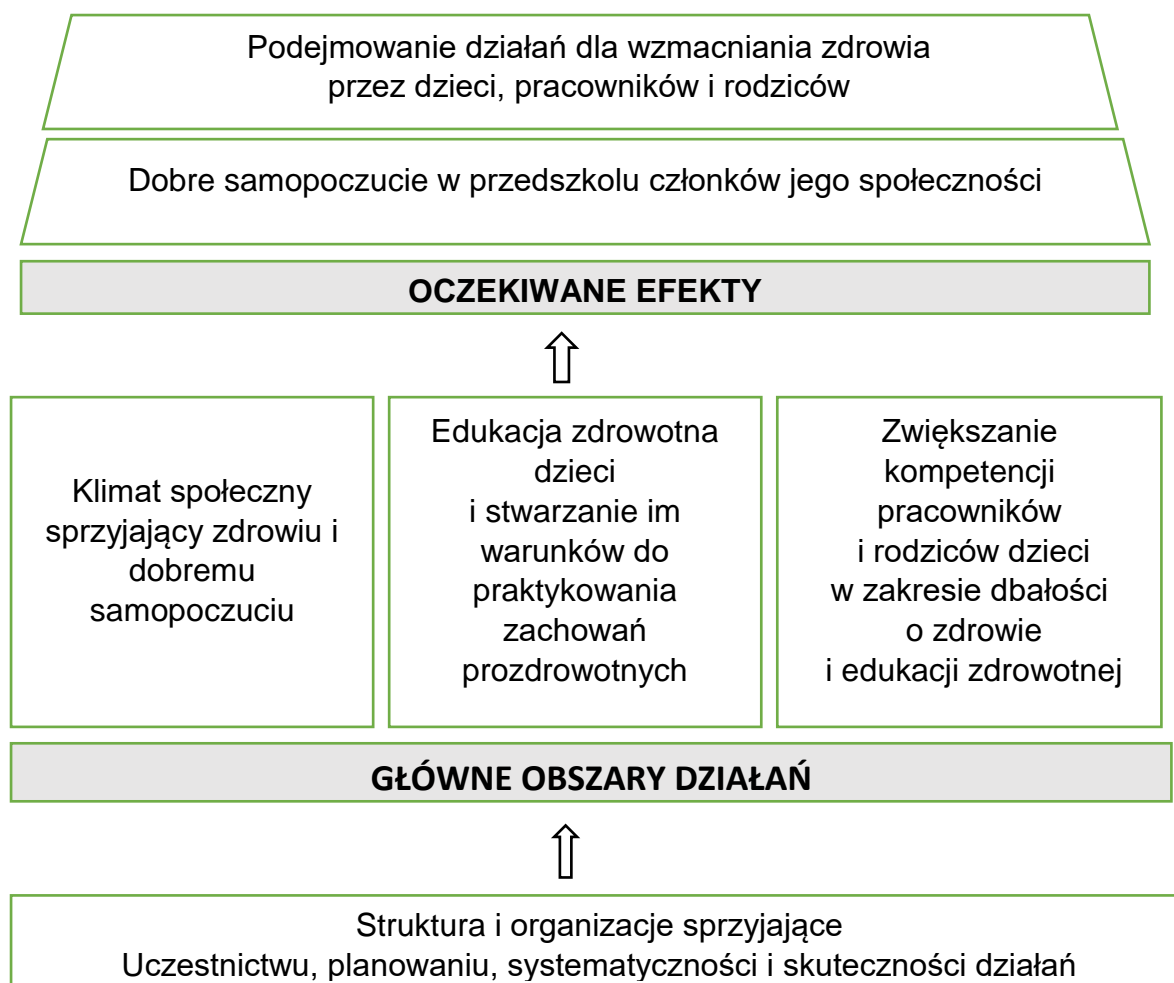 Podejmowanie działań dla wzmacniania zdrowia
przez dzieci, pracowników i rodziców
Dobre samopoczucie w przedszkolu członków jego społeczności
OCZEKIWANE EFEKTY
Klimat społeczny
sprzyjający zdrowiu i
dobremu
samopoczuciu
Edukacja zdrowotna
dzieci
i stwarzanie im
warunków do
praktykowania
zachowań
prozdrowotnych
Zwiększanie
kompetencji
pracowników
i rodziców dzieci
w zakresie dbałości
o zdrowie
i edukacji zdrowotnej
GŁÓWNE OBSZARY DZIAŁAŃ
Struktura i organizacje sprzyjające
Uczestnictwu, planowaniu, systematyczności i skuteczności działań